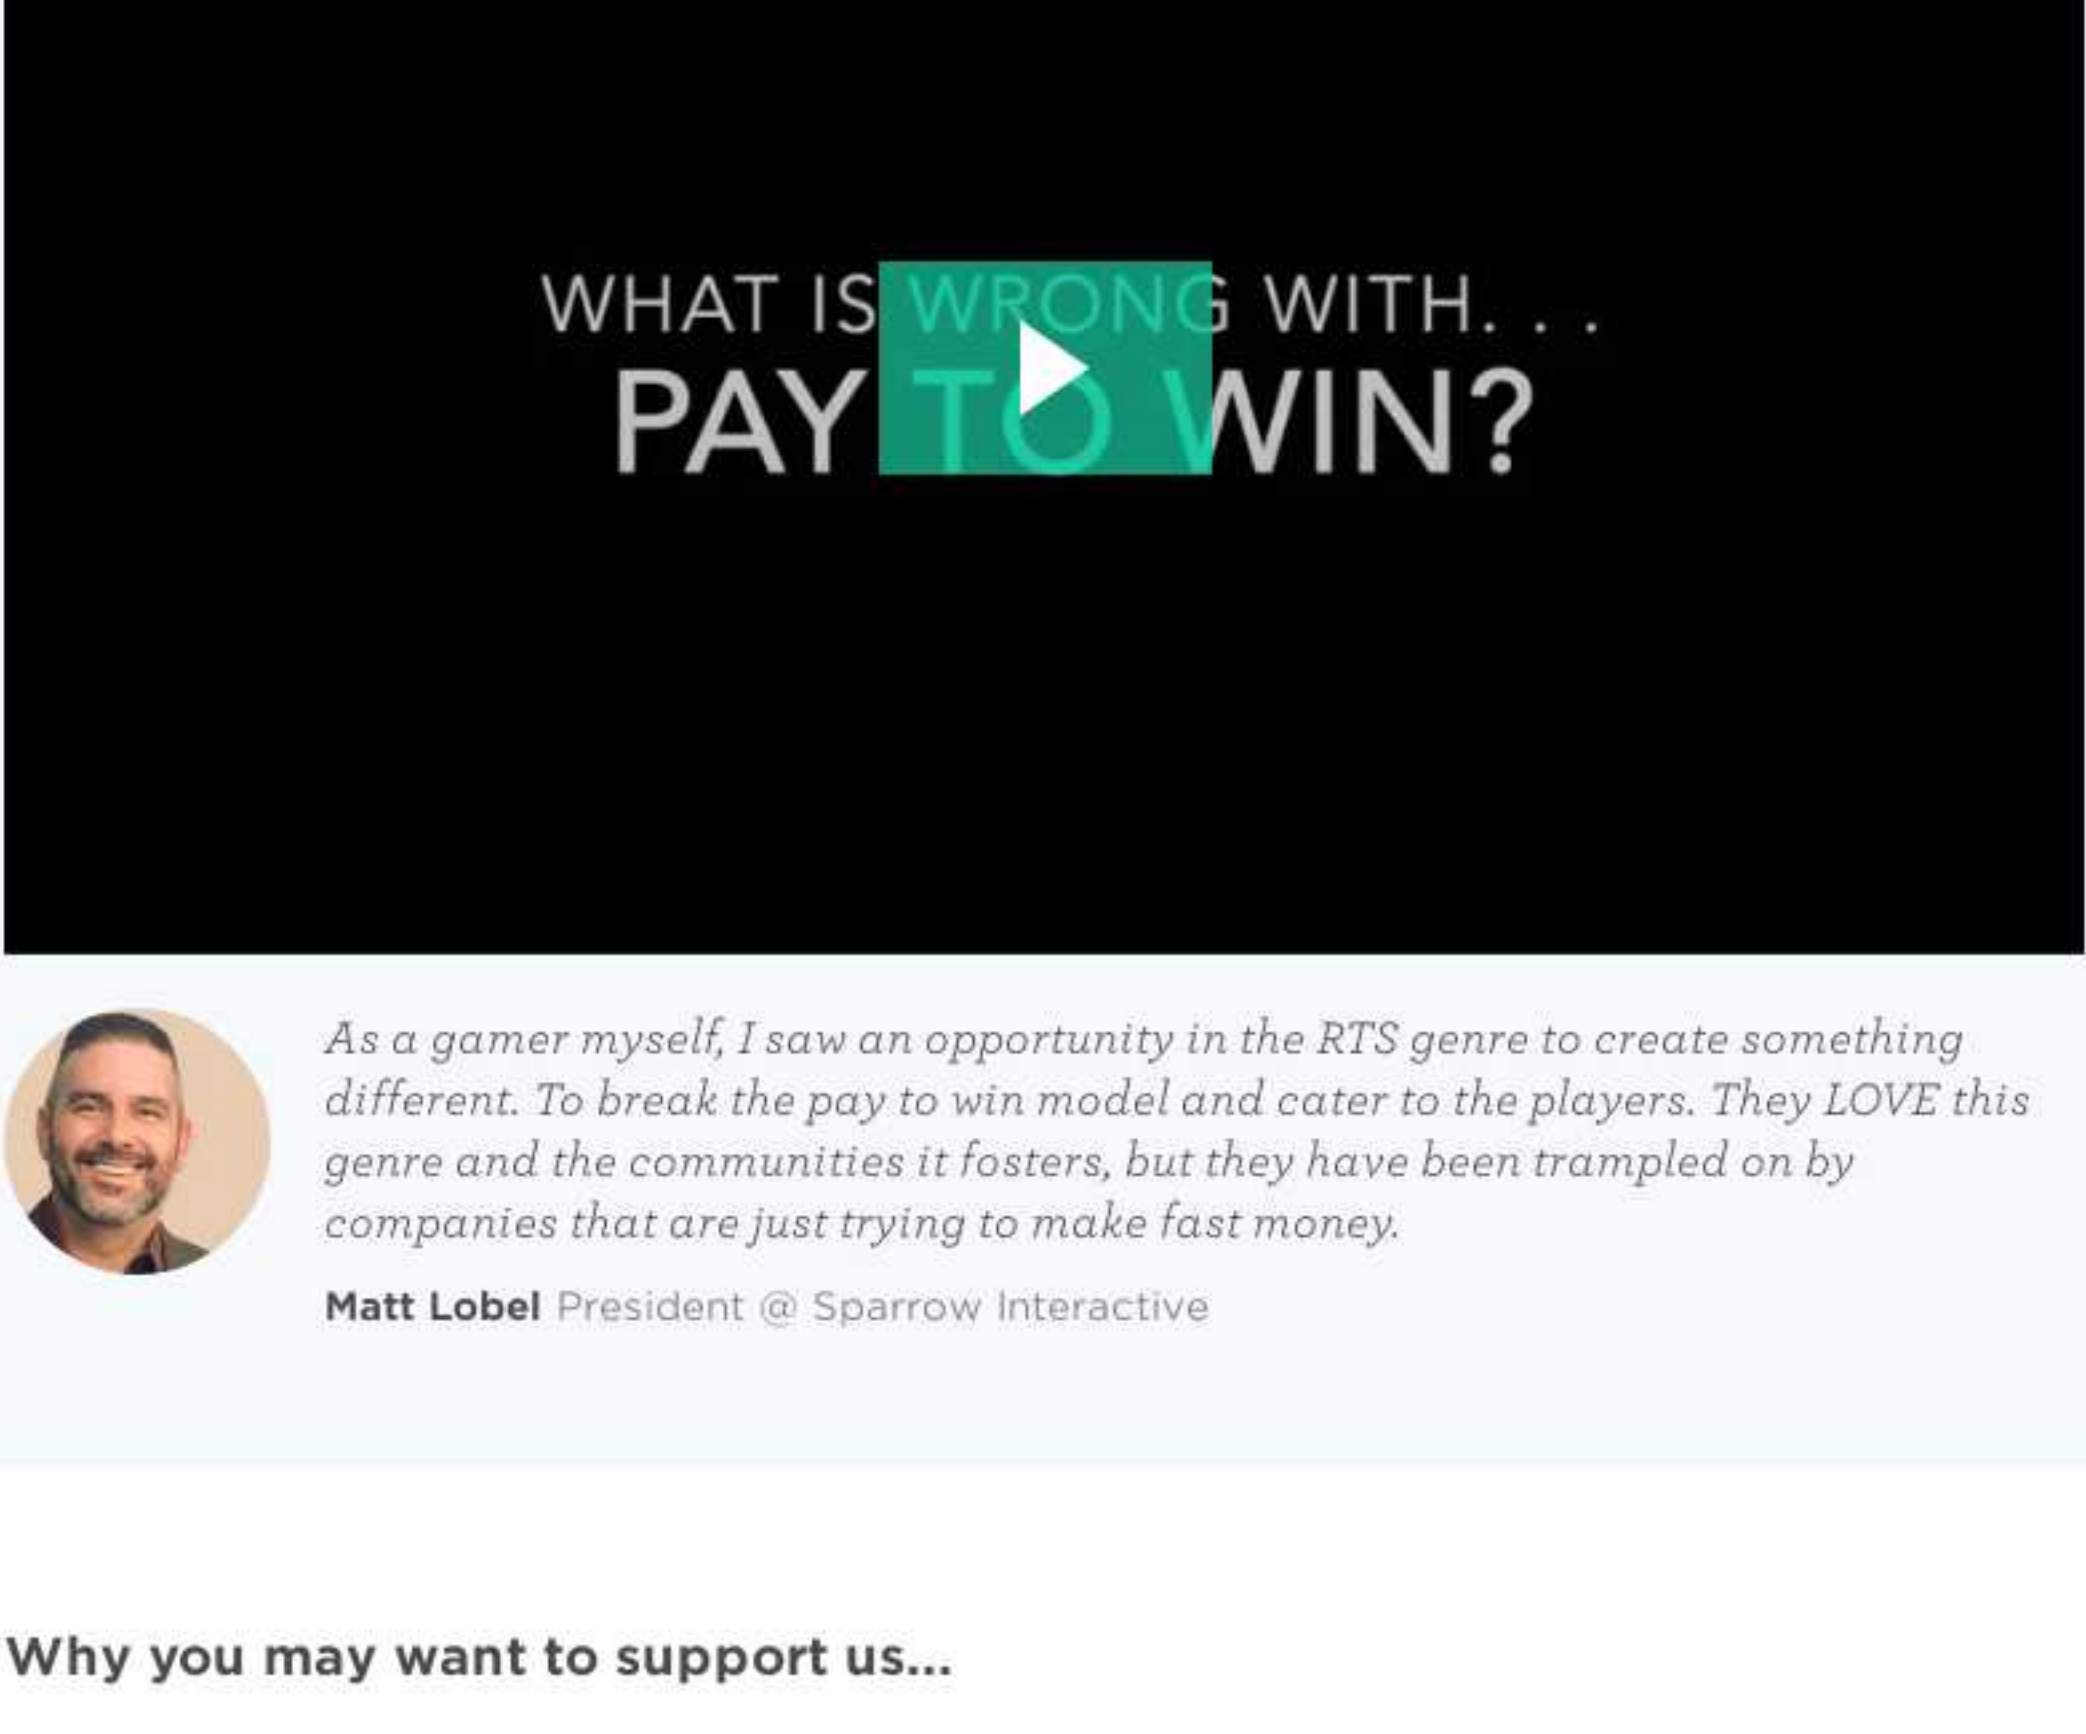 WHAT IS WRONG WITH. . .
PAY TO WIN?
As a gamer myself, I saw an opportunity in the RTS genre to create something
different. To break the pay to win model and cater to the players. They LOVE this
genre and the communities it fosters, but they have been trampled on by
companies that are just trying to make fast money.
Matt Lobel President @ Sparrow Interactive
Why you may want to support us...